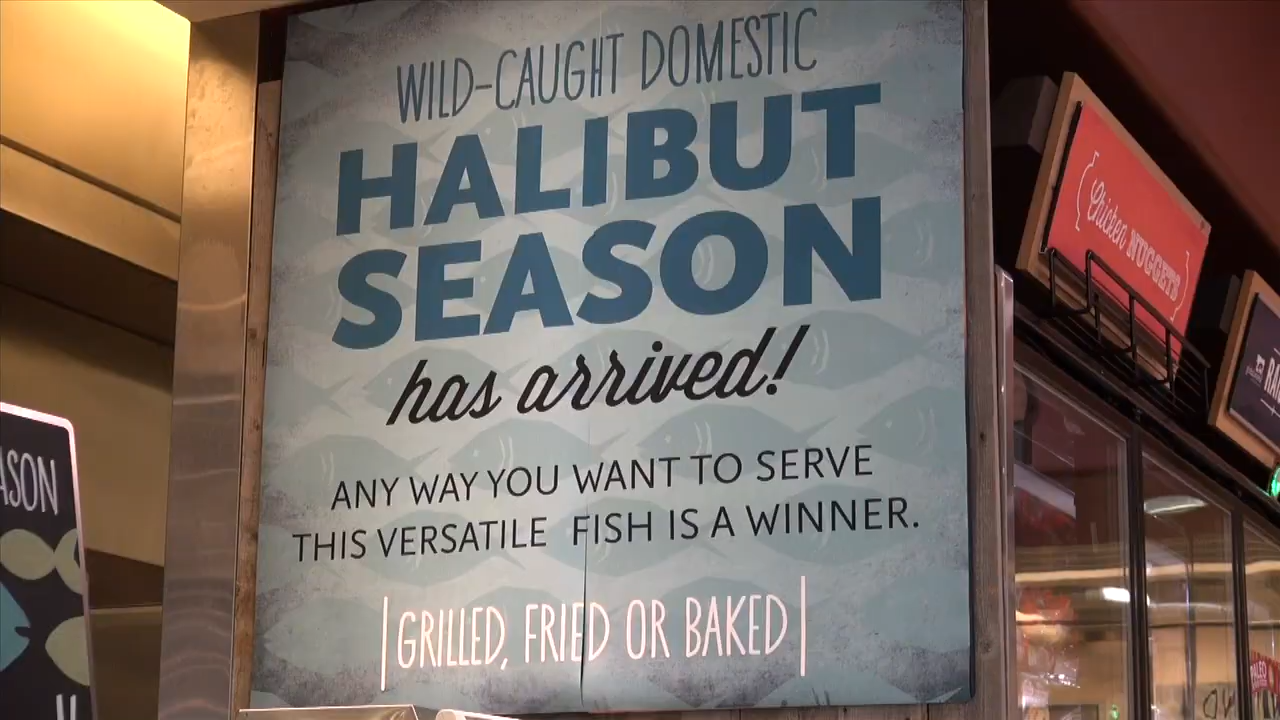 WILD-CAUGHT DOMESTIC
HALIBUT
SEASON
has arrived!
ANY WAY YOU WANT TO SERVE
THIS VERSATILE FISH IS A WINNER.
GRILLED, FRIED OR BAKED
Chicken NUGGETS
ASON
PALEO